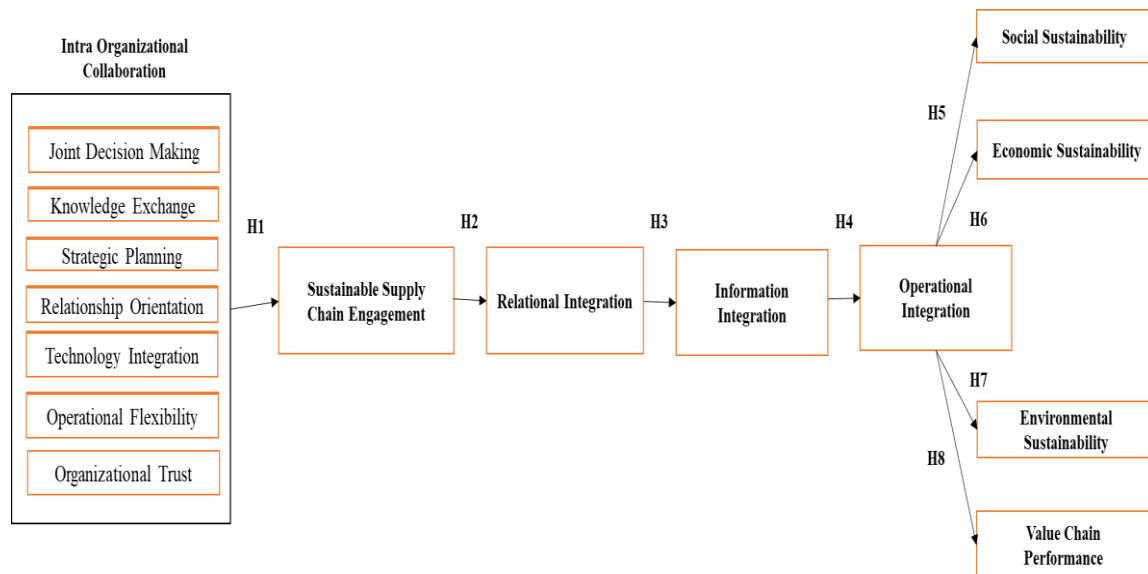 Intra Organizational
Collaboration
Joint Decision Making
Knowledge Exchange
Strategic Planning
Relationship Orientation
Technology Integration
Operational Flexibility
Organizational Trust
H1
Sustainable Supply
Chain Engagement
H2
Relational Integration
H3
Information
Integration
H4
Operational
Integration
H5
Social Sustainability
H6
Economic Sustainability
H7
Environmental
Sustainability
H8
Value Chain
Performance